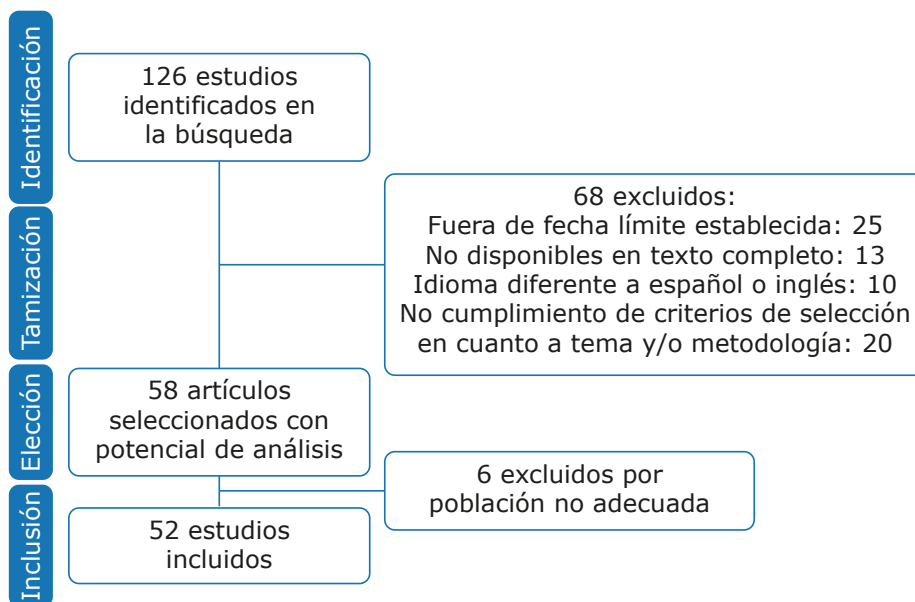 Identificación
126 estudios
identificados en
la búsqueda
Tamización
68 excluidos:
Fuera de fecha límite establecida: 25
No disponibles en texto completo: 13
Idioma diferente a español o inglés: 10
No cumplimiento de criterios de selección
en cuanto a tema y/o metodología: 20
Elección
58 artículos
seleccionados con
potencial de análisis
6 excluidos por
población no adecuada
Inclusión
52 estudios
incluidos